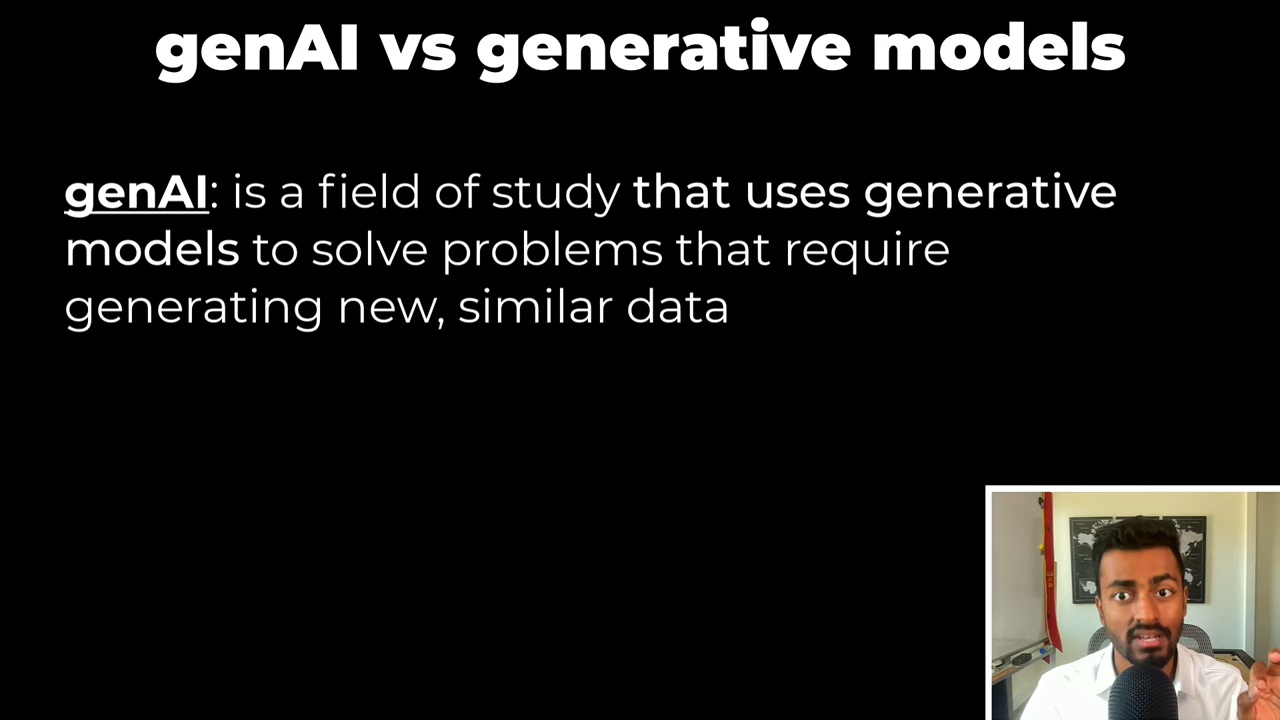 genAI vs generative models
genAI: is a field of study that uses generative
models to solve problems that require
generating new, similar data